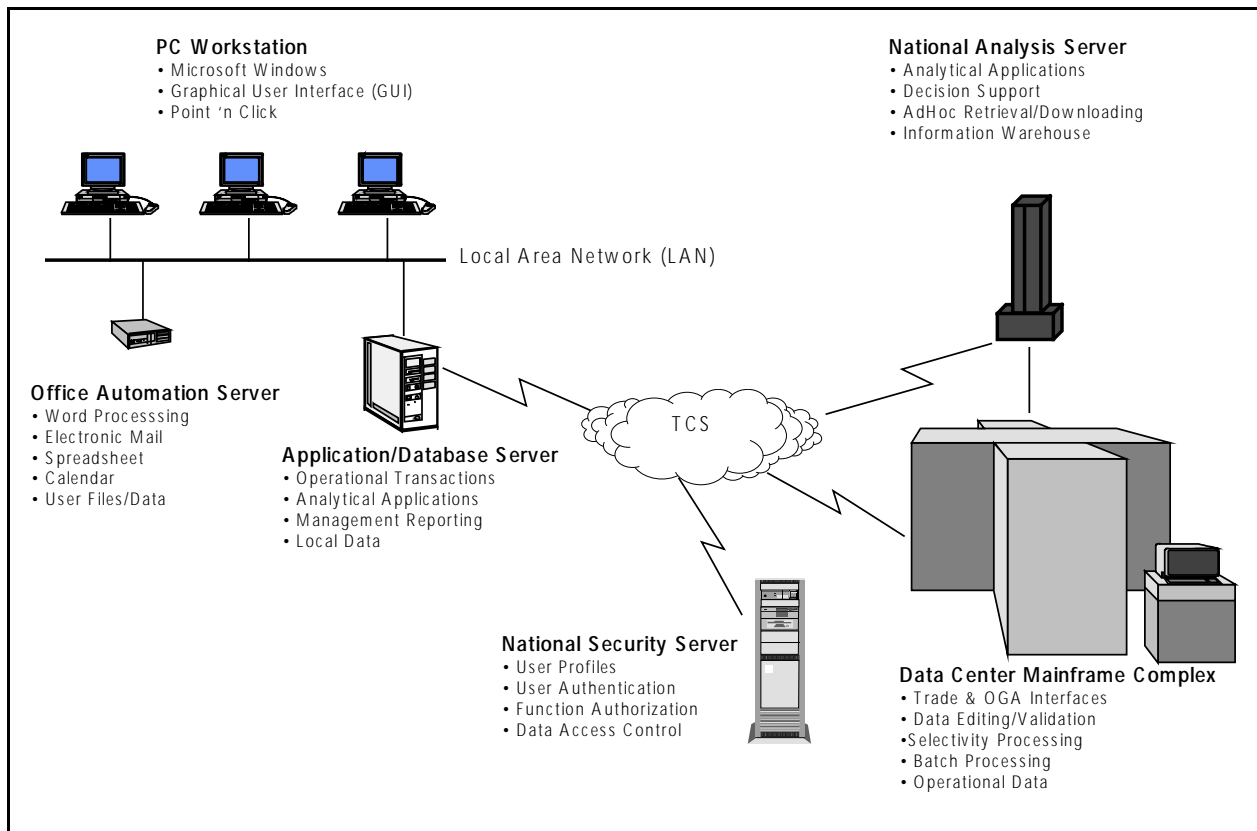 PC Workstation
• Microsoft Windows
• Graphical User Interface (GUI)
• Point ‘n Click
National Analysis Server
• Analytical Applications
• Decision Support
• AdHoc Retrieval/Downloading
• Information Warehouse
Local Area Network (LAN)
Office Automation Server
• Word Processsing
• Electronic Mail
• Spreadsheet
• Calendar
• User Files/Data
Application/Database Server
• Operational Transactions
• Analytical Applications
• Management Reporting
• Local Data
TCS
National Security Server
• User Profiles
• User Authentication
• Function Authorization
• Data Access Control
Data Center Mainframe Complex
• Trade & OGA Interfaces
• Data Editing/Validation
•Selectivity Processing
• Batch Processing
• Operational Data